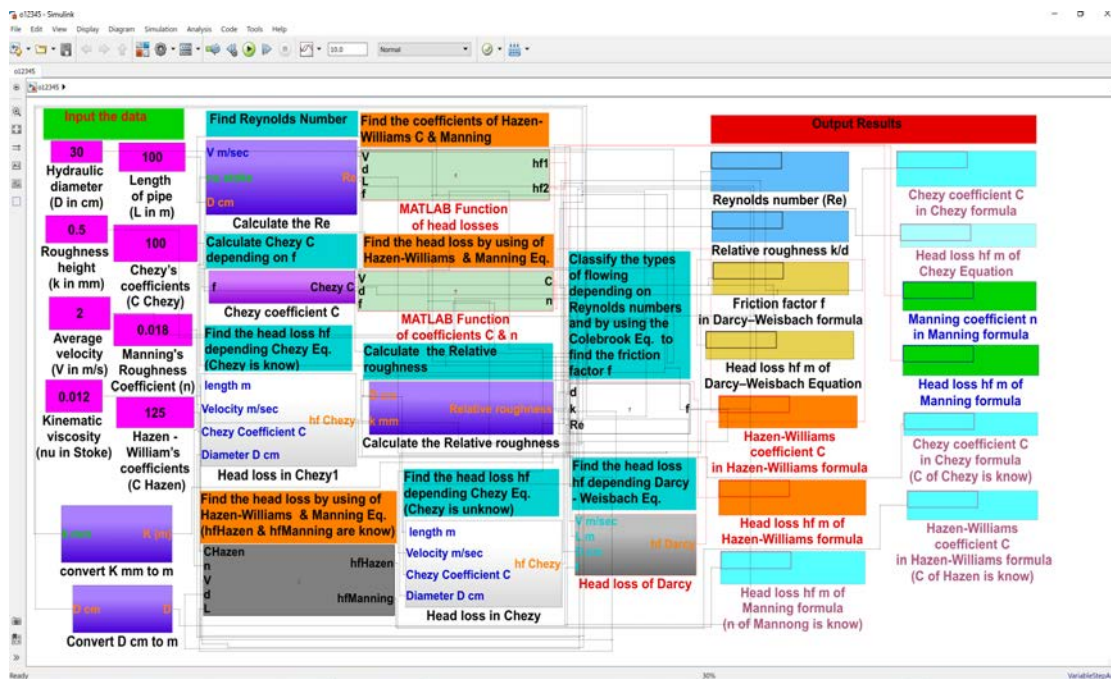 o12345 - Simulink
File Edit View Display Diagram Simulation Analysis Code Tools Help
10.0
Normal
o12345
o12345
Input the data
30
Hydraulic
diameter
(D in cm)
0.5
Roughness
height
(k in mm)
2
Average
velocity
(V in m/s)
0.012
Kinematic
viscosity
(nu in Stoke)
K (m)
convert K mm to m
D cm
D
Convert D cm to m
100
Length
of pipe
(L in m)
100
Chezy's
coefficients
(C Chezy)
0.018
Manning's
Roughness
Coefficient (n)
125
Hazen -
William's
coefficients
(C Hazen)
Find Reynolds Number
V m/sec
D cm
Re
Calculate the Re
Calculate Chezy C
depending on f
f
Chezy C
Chezy coefficient C
Find the head loss hf
depending Chezy Eq.
(Chezy is know)
length m
Velocity m/sec
Chezy Coefficient C
Diameter D cm
hf Chezy
Head loss in Chezy1
Find the head loss by using of
Hazen-Williams & Manning Eq.
(hfHazen & hfManning are know)
CHazen
n
V
d
L
hfHazen
hfManning
Find the coefficients of Hazen-
Williams C & Manning
V
d
L
f
hf1
hf2
MATLAB Function
of head losses
Find the head loss by using of
Hazen-Williams & Manning Eq.
V
d
f
C
n
MATLAB Function
of coefficients C & n
Calculate the Relative
roughness
k mm
Relative roughness
Calculate the Relative roughness
Find the head loss hf
depending Chezy Eq.
(Chezy is unknow)
length m
Velocity m/sec
Chezy Coefficient C
Diameter D cm
hf Chezy
Head loss in Chezy
Classify the types
of flowing
depending on
Reynolds numbers
and by using the
Colebrook Eq. to
find the friction
factor f
d
k
Re
f
Find the head loss
hf depending Darcy
- Weisbach Eq.
V m/sec
L m
hf Darcy
Head loss of Darcy
Output Results
Reynolds number (Re)
Relative roughness k/d
Friction factor f
in Darcy–Weisbach formula
Head loss hf m of
Darcy–Weisbach Equation
Hazen-Williams
coefficient C
in Hazen-Williams formula
Head loss hf m of
Hazen-Williams formula
Head loss hf m of
Manning formula
(n of Mannong is know)
Chezy coefficient C
in Chezy formula
Head loss hf m of
Chezy Equation
Manning coefficient n
in Manning formula
Head loss hf m of
Manning formula
Chezy coefficient C
in Chezy formula
(C of Chezy is know)
Hazen-Williams
coefficient C
in Hazen-Williams formula
(C of Hazen is know)
Ready
30%